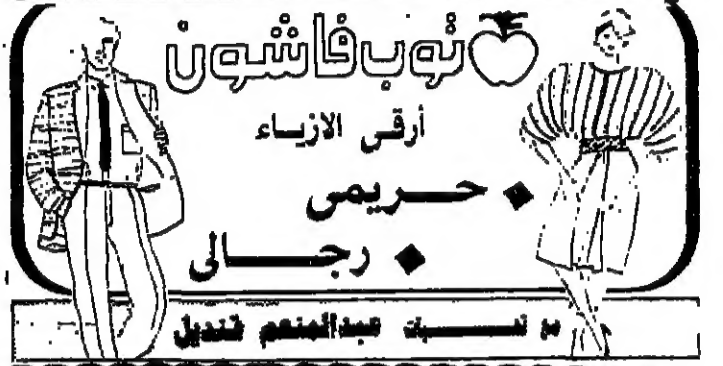 توب فاشون
أرقى الازياء
◆ حريمى
◆ رجالى
مع تحيات عبدالمنعم قنديل